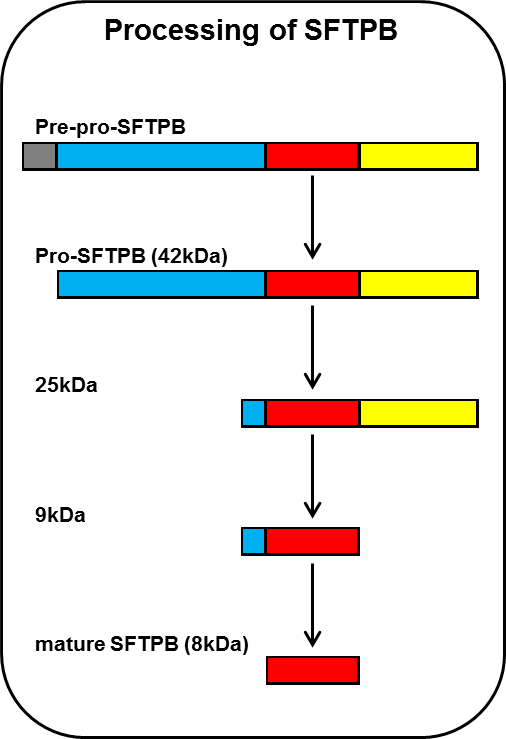 Processing of SFTPB
Pre-pro-SFTPB
Pro-SFTPB (42kDa)
25kDa
9kDa
mature SFTPB (8kDa)